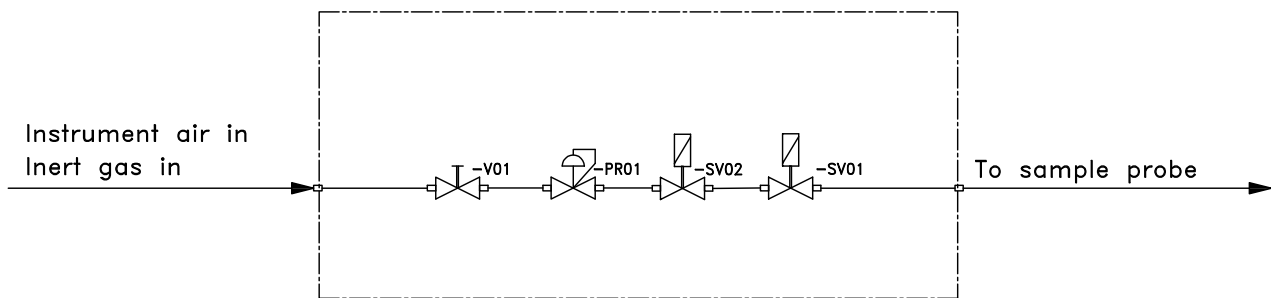 Instrument air in
Inert gas in
-V01
-PR01
-SV02
-SV01
To sample probe